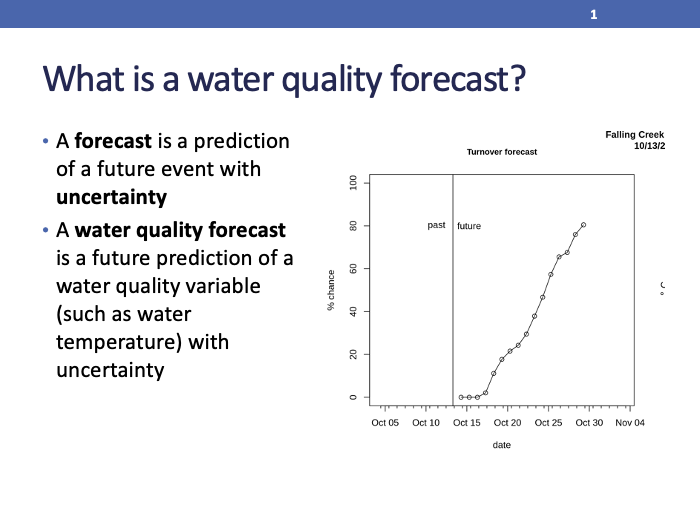 1
What is a water quality forecast?
• A forecast is a prediction
of a future event with
uncertainty
• A water quality forecast
is a future prediction of a
water quality variable
(such as water
temperature) with
uncertainty
Falling Creek
10/13/2
Turnover forecast
100
80
60
40
20
0
% chance
past
future
Oct 05 Oct 10 Oct 15 Oct 20 Oct 25 Oct 30 Nov 04
date